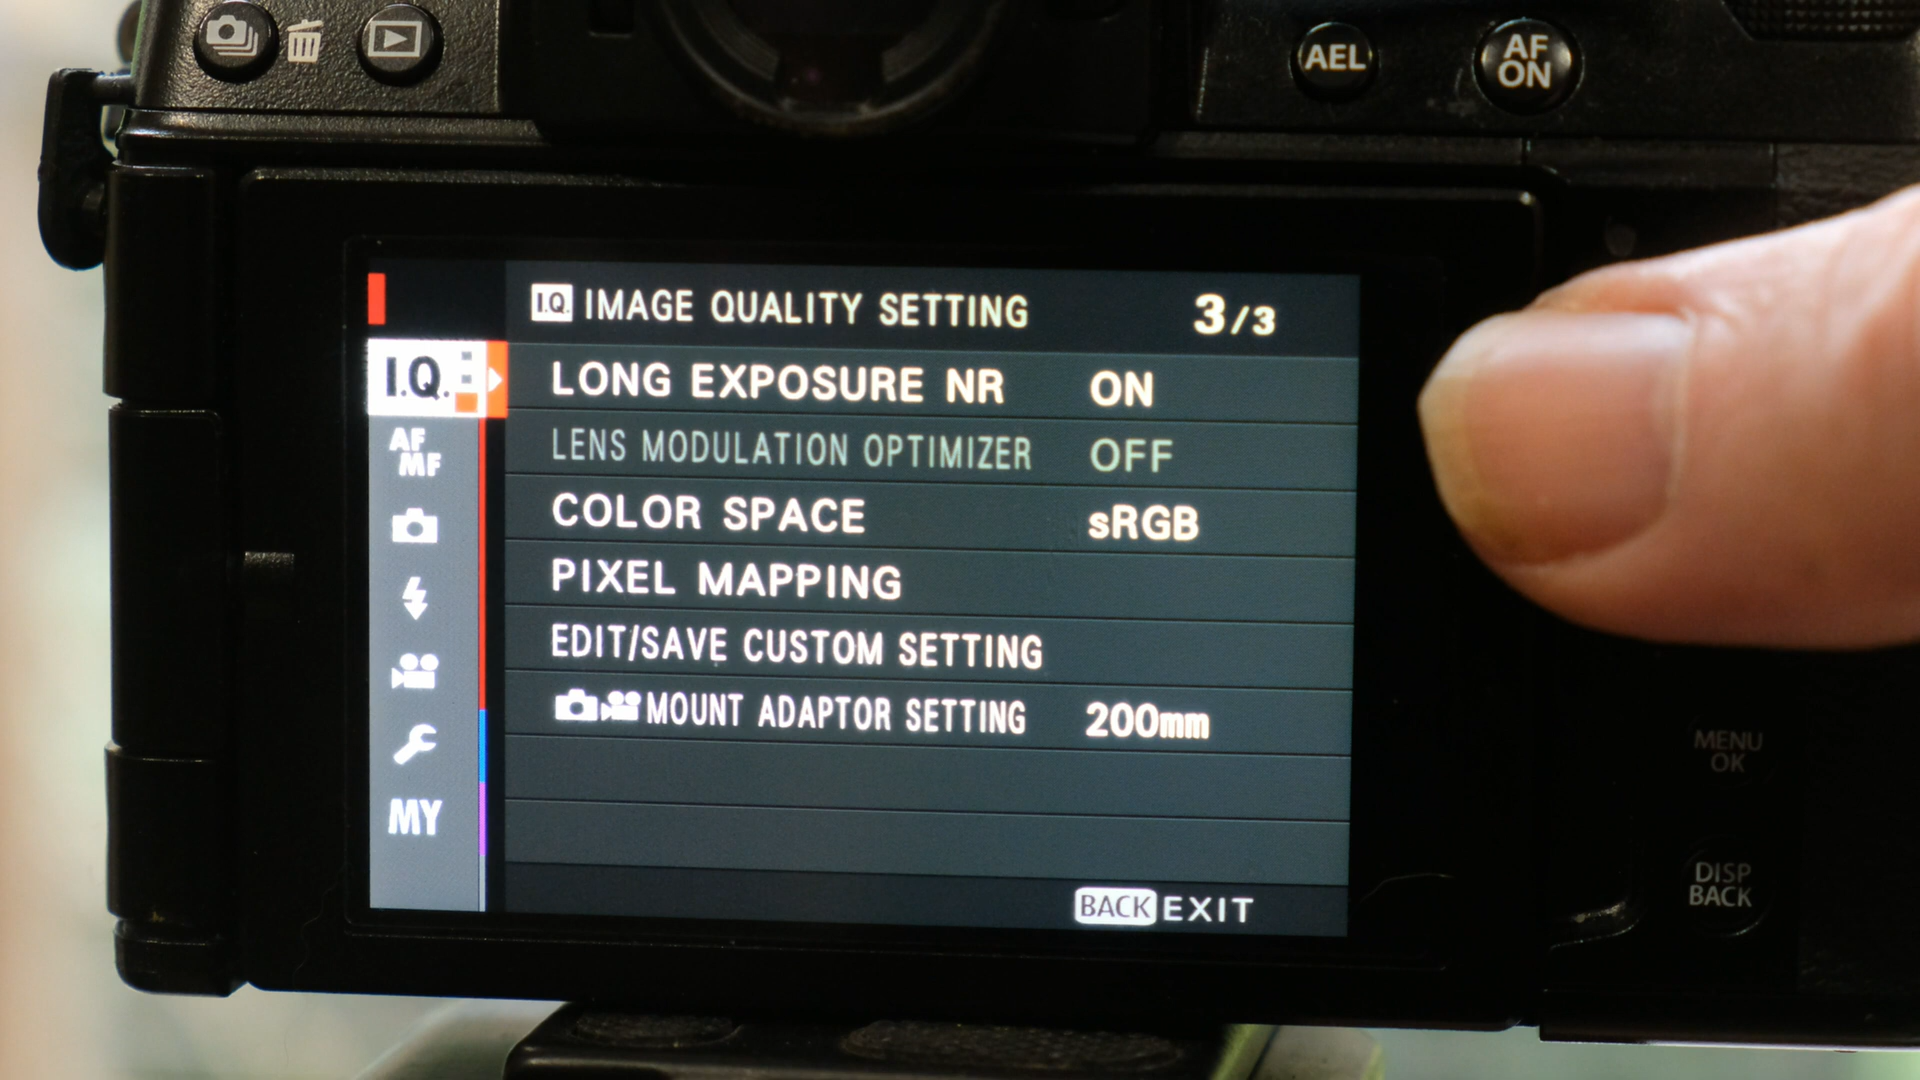 AEL
AF
ON
I.Q. IMAGE QUALITY SETTING 3/3
I.Q.
LONG EXPOSURE NR ON
AF
MF
LENS MODULATION OPTIMIZER OFF
COLOR SPACE sRGB
PIXEL MAPPING
EDIT/SAVE CUSTOM SETTING
MOUNT ADAPTOR SETTING 200mm
MY
BACK EXIT
MENU
OK
DISP
BACK